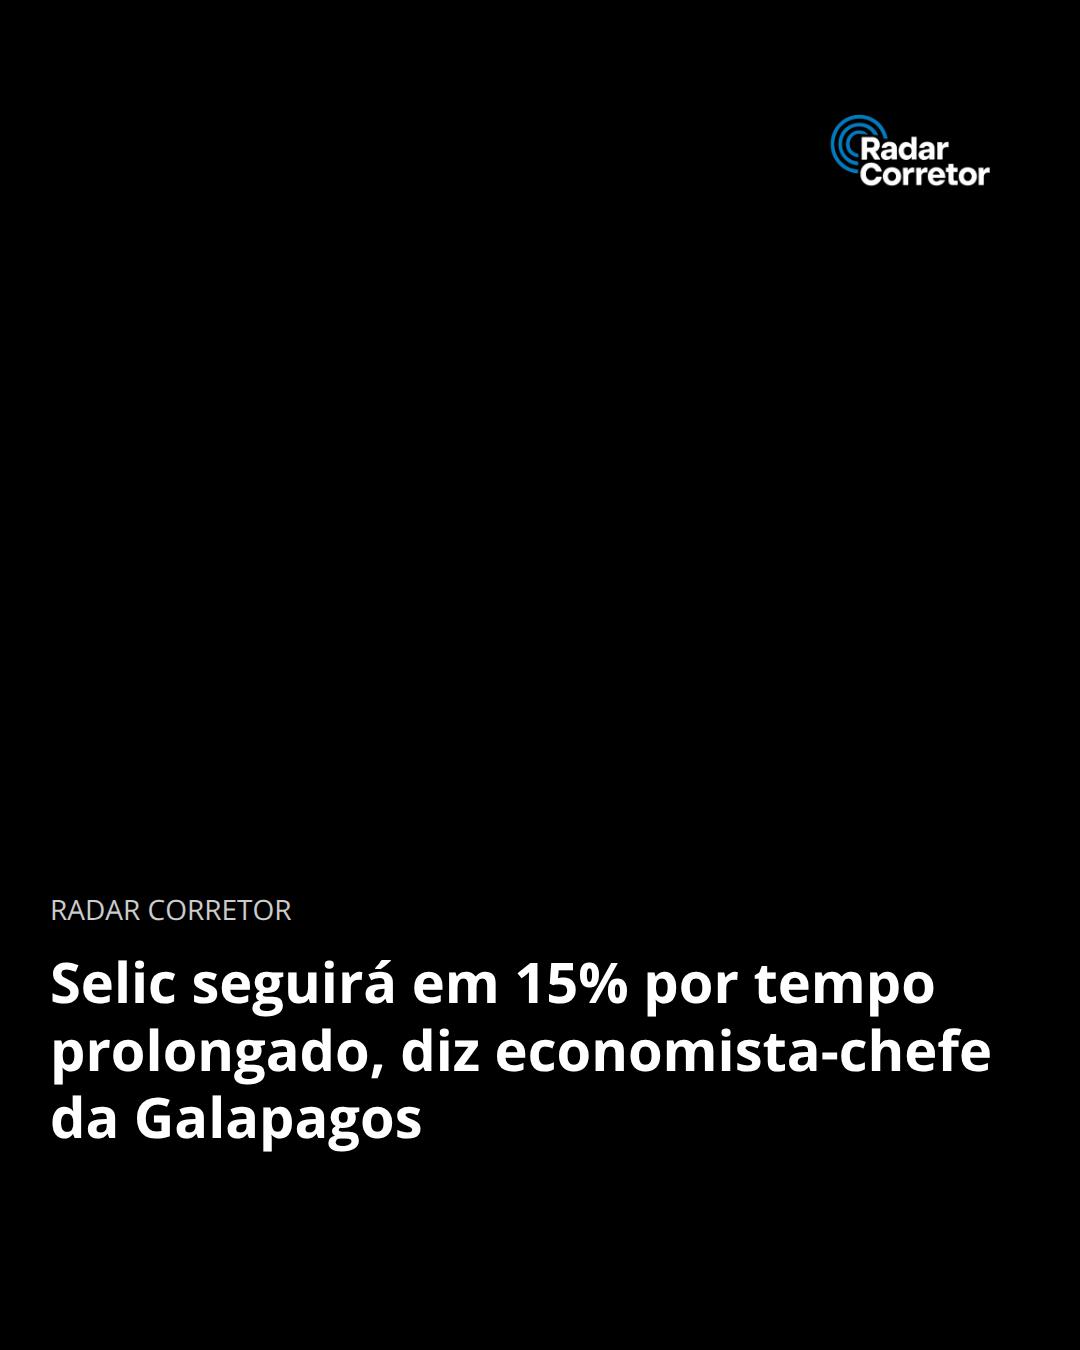 Radar
Corretor
RADAR CORRETOR
Selic seguirá em 15% por tempo
prolongado, diz economista-chefe
da Galapagos